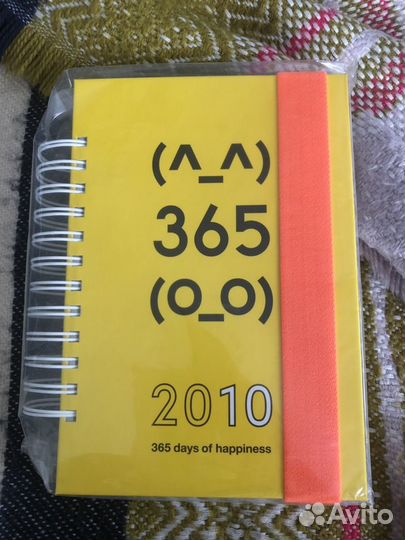 (^_^)
365
(O_O)
2010
365 days of happiness
Avito